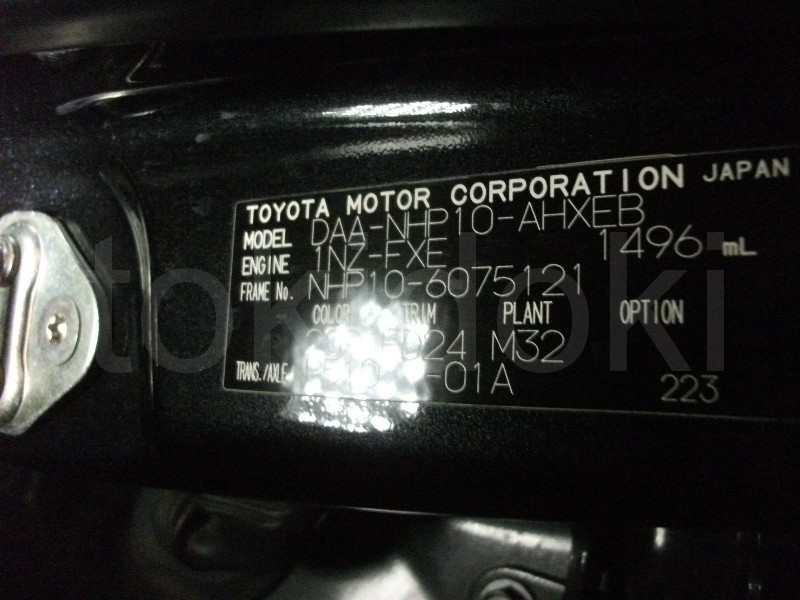 TOYOTA MOTOR CORPORATION JAPAN
MODEL DAA-NHP10-AHXEB
ENGINE 1NZ-FXE 1496 mL
FRAME No. NHP10-6075121
COLOR TRIM PLANT OPTION
M32
TRANS./AXLE -01A
223
tokidoki